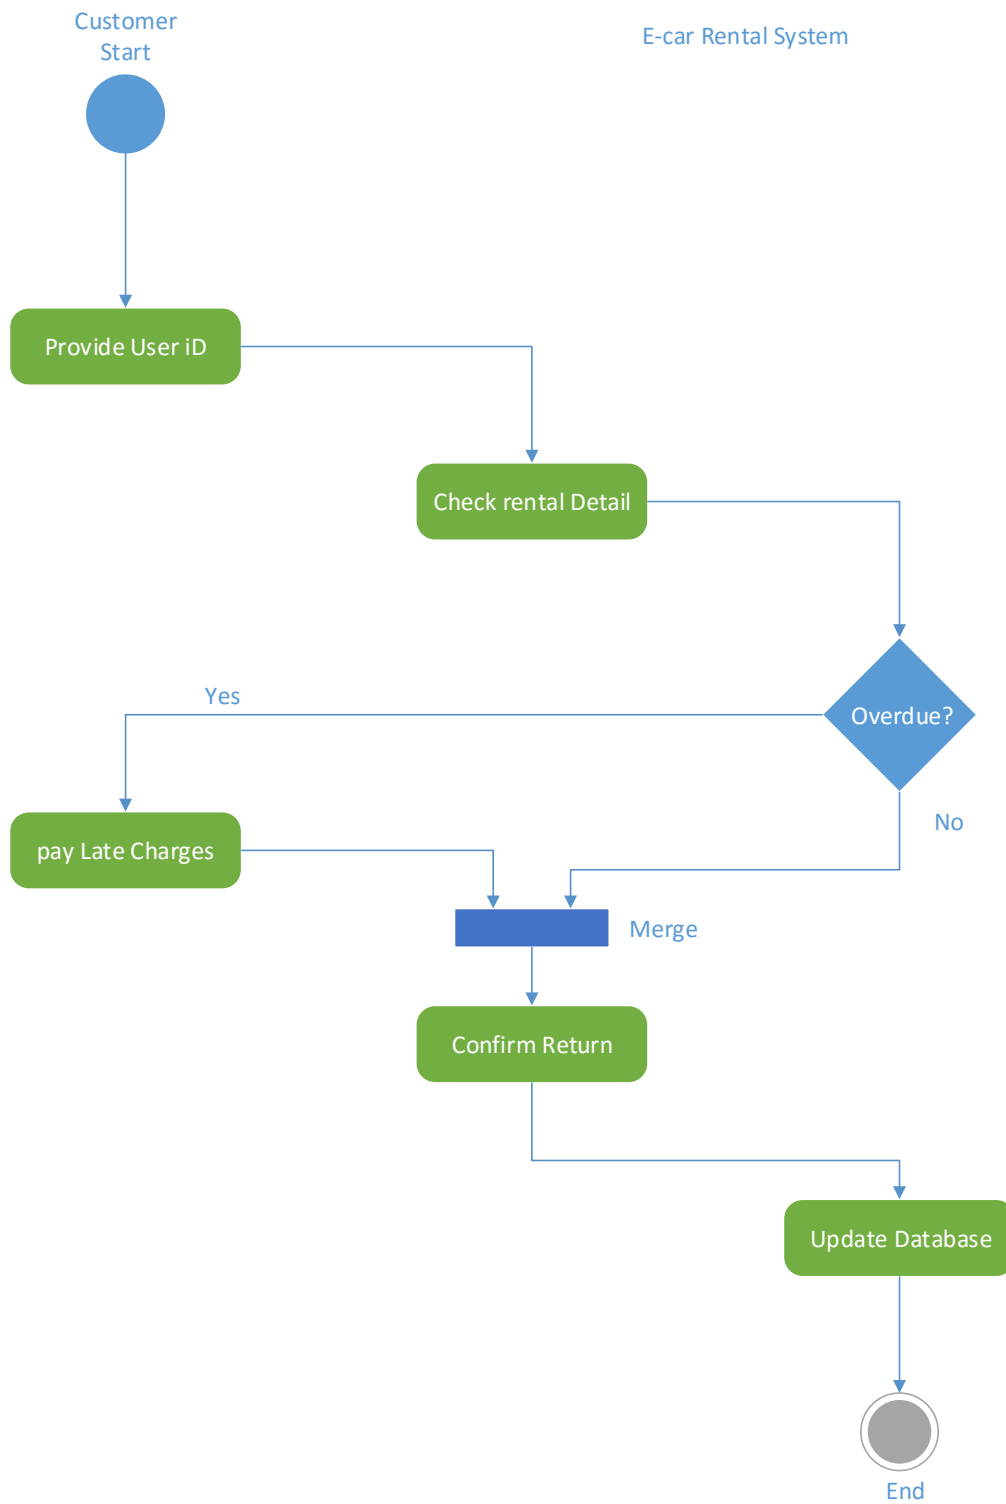 Customer
Start
E-car Rental System
Provide User iD
Check rental Detail
Yes
Overdue?
No
pay Late Charges
Merge
Confirm Return
Update Database
End